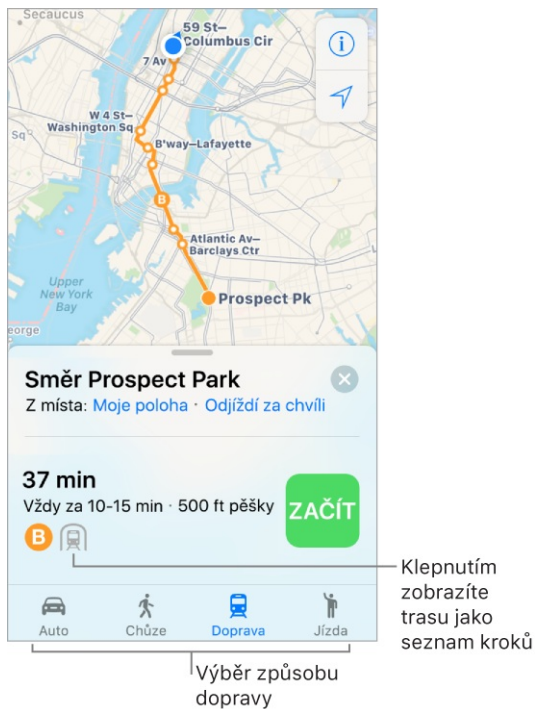 Secaucus
59 St–
Columbus Cir
7 Av
W 4 St–
Washington Sq
Sq
B'way–Lafayette
B
Atlantic Av–
Barclays Ctr
Upper
New York
Bay
Prospect Pk
eorge
Směr Prospect Park
Z místa: Moje poloha · Odjíždí za chvíli
37 min
Vždy za 10-15 min · 500 ft pěšky
ZAČÍT
B
Klepnutím
zobrazíte
trasu jako
seznam kroků
Auto Chůze Doprava Jízda
Výběr způsobu
dopravy